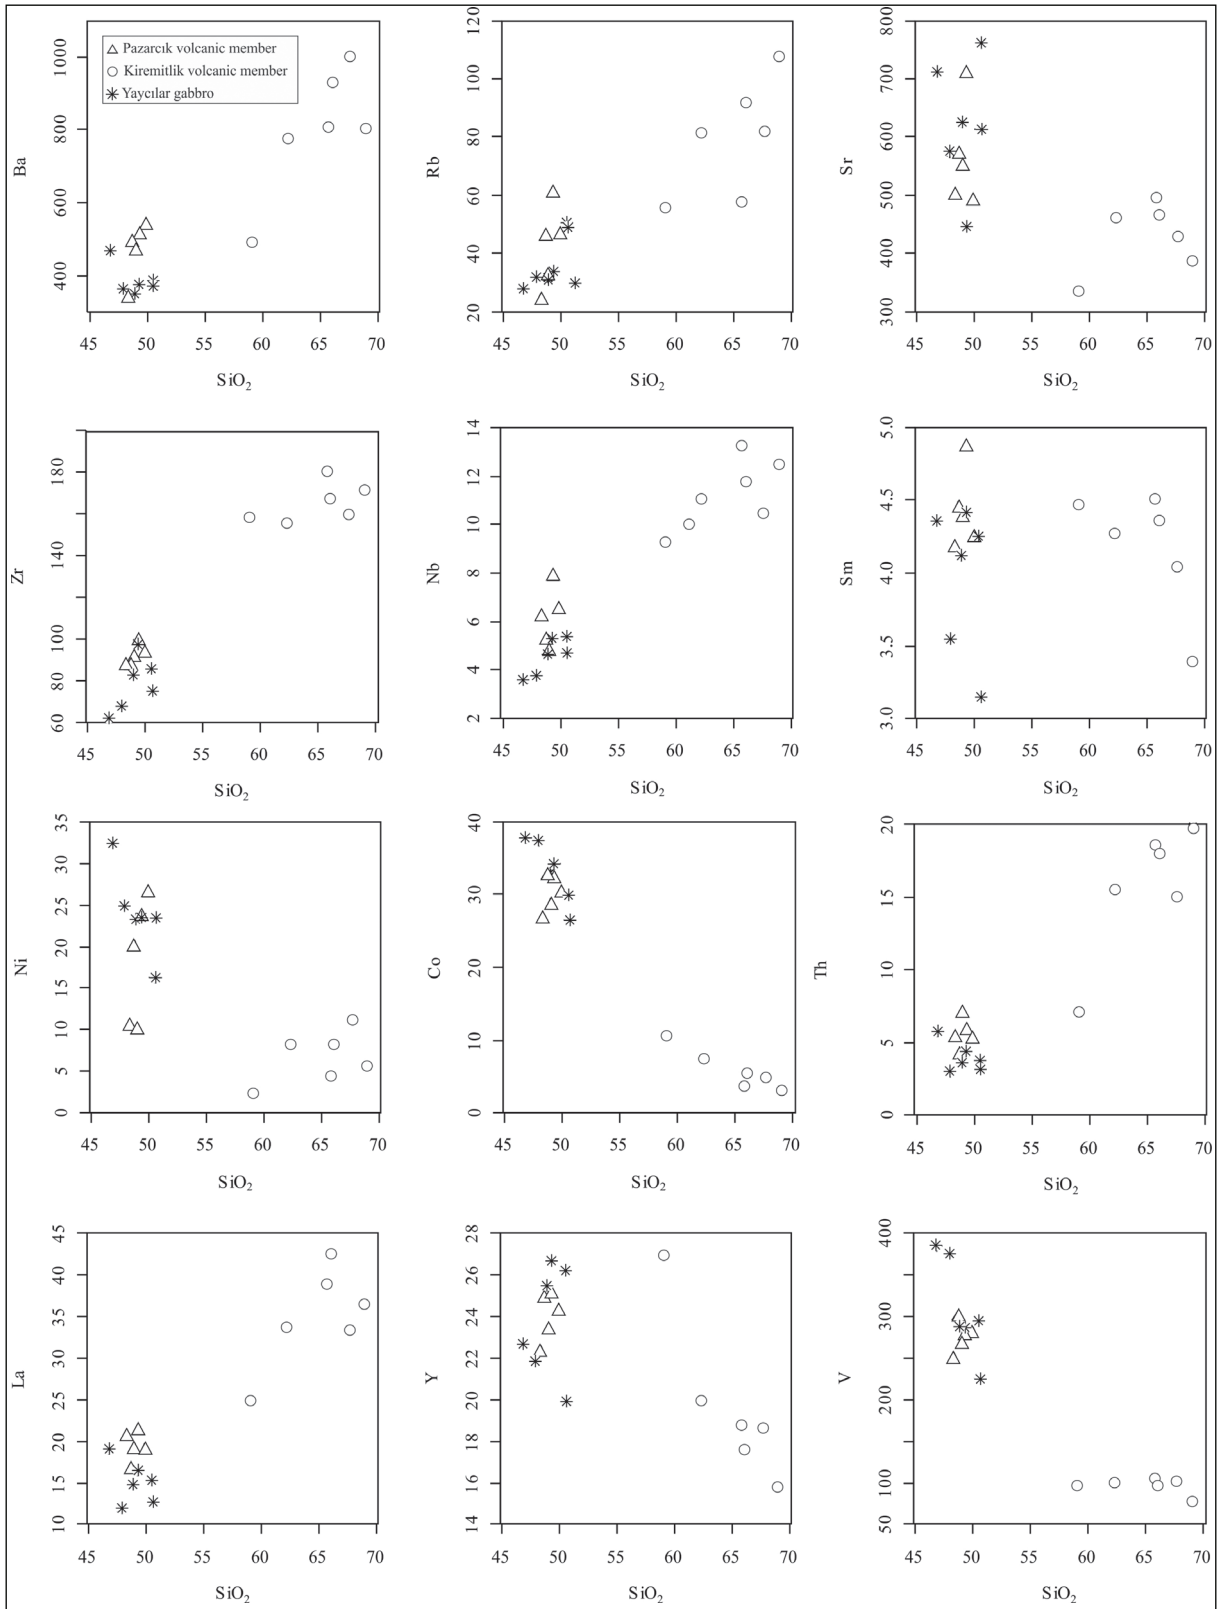 Pazarcık volcanic member
Kiremitlik volcanic member
Yaycılar gabbro
Ba
400 600 800 1000
45 50 55 60 65 70
SiO2
Rb
20 40 60 80 100 120
45 50 55 60 65 70
SiO2
Sr
300 400 500 600 700 800
45 50 55 60 65 70
SiO2
Zr
60 80 100 140 180
45 50 55 60 65 70
SiO2
Nb
2 4 6 8 10 12 14
45 50 55 60 65 70
SiO2
Sm
3.0 3.5 4.0 4.5 5.0
45 50 55 60 65 70
SiO2
Ni
0 5 10 15 20 25 30 35
45 50 55 60 65 70
SiO2
Co
0 10 20 30 40
45 50 55 60 65 70
SiO2
Th
0 5 10 15 20
45 50 55 60 65 70
SiO2
La
10 15 20 25 30 35 40 45
45 50 55 60 65 70
SiO2
Y
14 16 18 20 22 24 26 28
45 50 55 60 65 70
SiO2
V
50 100 200 300 400
45 50 55 60 65 70
SiO2